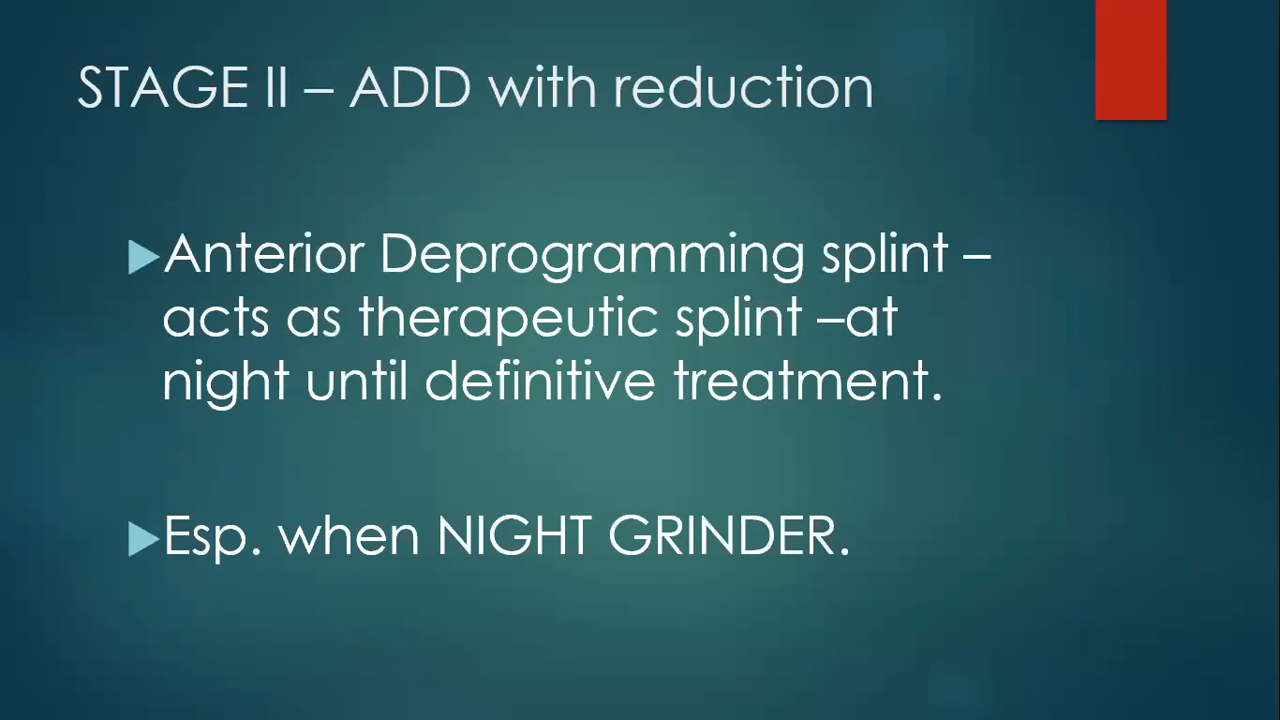 STAGE II – ADD with reduction
Anterior Deprogramming splint –
acts as therapeutic splint –at
night until definitive treatment.
Esp. when NIGHT GRINDER.